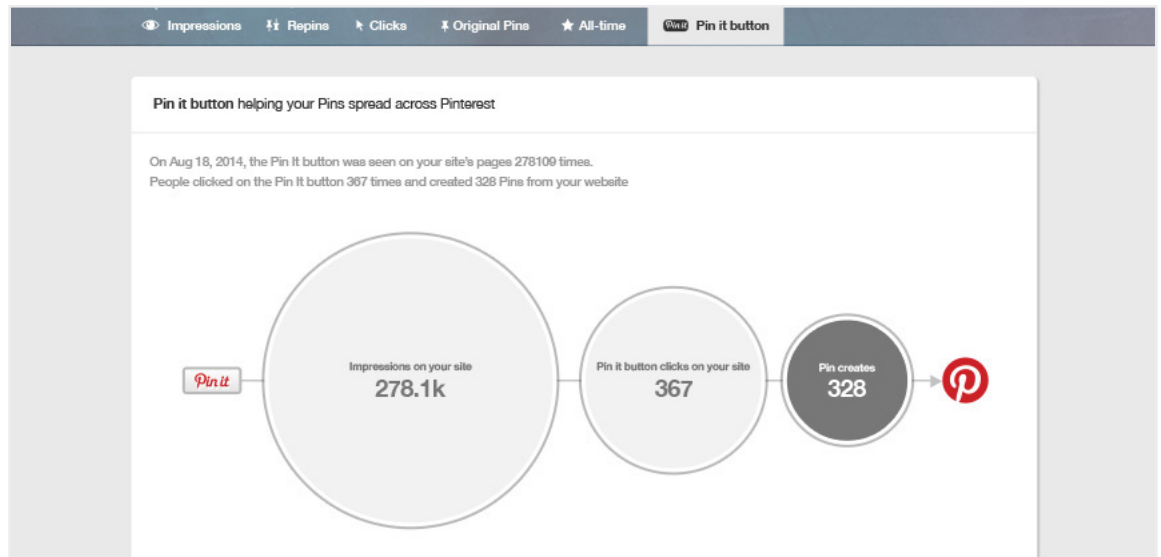 Impressions Repins Clicks Original Pins All-time Pin it Pin it button
Pin it button helping your Pins spread across Pinterest
On Aug 18, 2014, the Pin It button was seen on your site's pages 278109 times.
People clicked on the Pin It button 367 times and created 328 Pins from your website
Pin it
Impressions on your site
278.1k
Pin it button clicks on your site
367
Pin creates
328